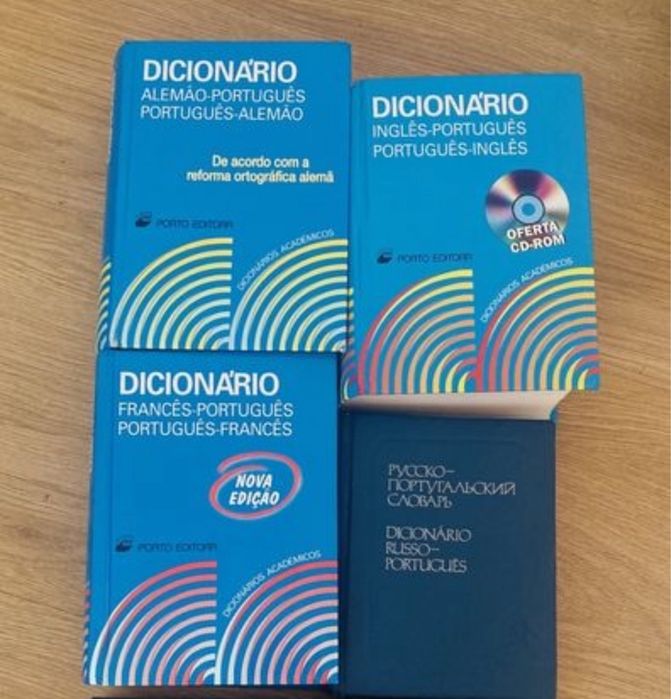 DICIONÁRIO
ALEMÃO-PORTUGUÊS
PORTUGUÊS-ALEMÃO
De acordo com a
reforma ortográfica alemã
PORTO EDITORA
DICIONÁRIOS ACADÉMICOS
DICIONÁRIO
INGLÊS-PORTUGUÊS
PORTUGUÊS-INGLÊS
OFERTA
CD-ROM
PORTO EDITORA
DICIONÁRIOS ACADÉMICOS
DICIONÁRIO
FRANCÊS-PORTUGUÊS
PORTUGUÊS-FRANCÊS
NOVA
EDIÇÃO
PORTO EDITORA
DICIONÁRIOS ACADÉMICOS
РУССКО-
ПОРТУГАЛЬСКИЙ
СЛОВАРЬ
DICIONÁRIO
RUSSO-
PORTUGUÊS